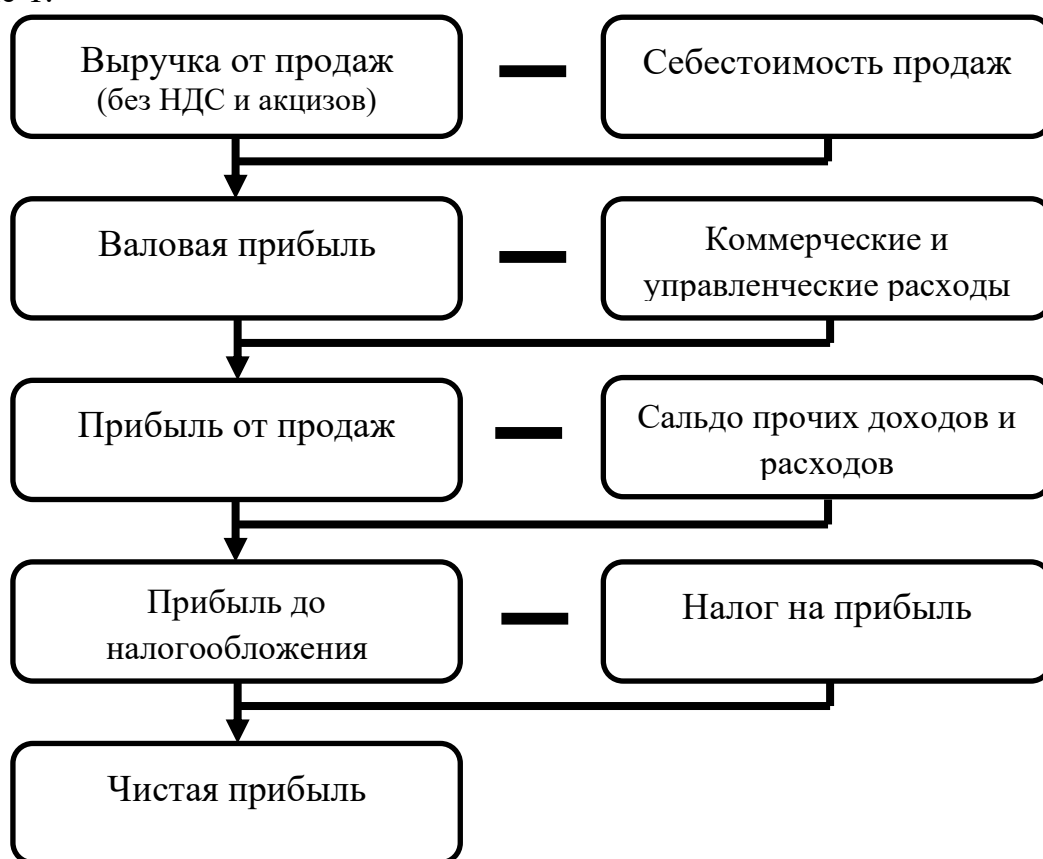 Выручка от продаж
(без НДС и акцизов)
Себестоимость продаж
Валовая прибыль
Коммерческие и
управленческие расходы
Прибыль от продаж
Сальдо прочих доходов и
расходов
Прибыль до
налогообложения
Налог на прибыль
Чистая прибыль